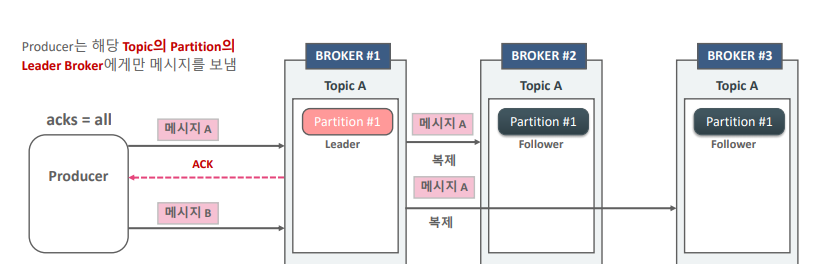 Producer는 해당 Topic의 Partition의
Leader Broker에게만 메시지를 보냄
BROKER #1
BROKER #2
BROKER #3
Topic A
Topic A
Topic A
acks = all
메시지 A
Partition #1
메시지 A
Partition #1
Partition #1
Leader
Follower
Follower
복제
ACK
Producer
메시지 A
메시지 B
복제